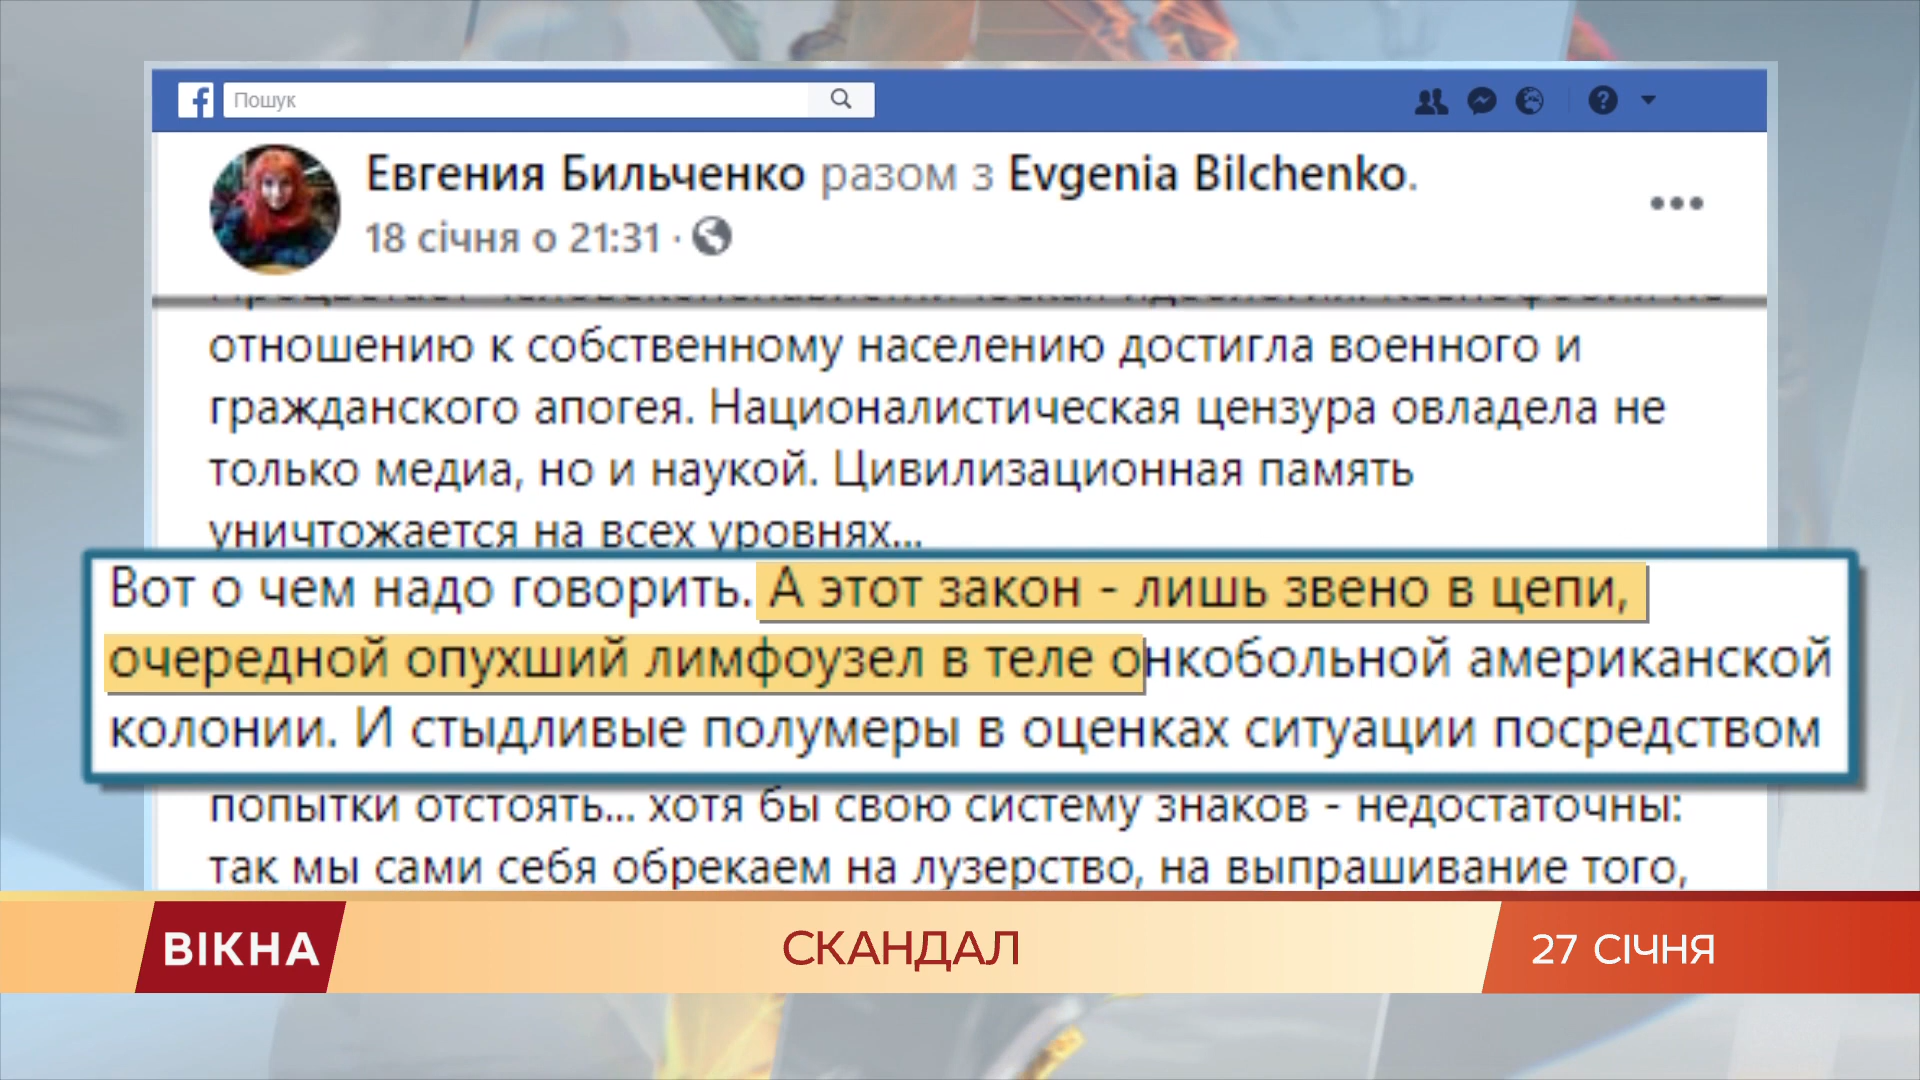 Пошук
Евгения Бильченко разом з Evgenia Bilchenko.
18 січня о 21:31 ·
отношению к собственному населению достигла военного и
гражданского апогея. Националистическая цензура овладела не
только медиа, но и наукой. Цивилизационная память
уничтожается на всех уровнях...
Вот о чем надо говорить. А этот закон - лишь звено в цепи,
очередной опухший лимфоузел в теле онкобольной американской
колонии. И стыдливые полумеры в оценках ситуации посредством
попытки отстоять... хотя бы свою систему знаков - недостаточны:
так мы сами себя обрекаем на лузерство, на выпрашивание того,
ВІКНА
СКАНДАЛ
27 СІЧНЯ